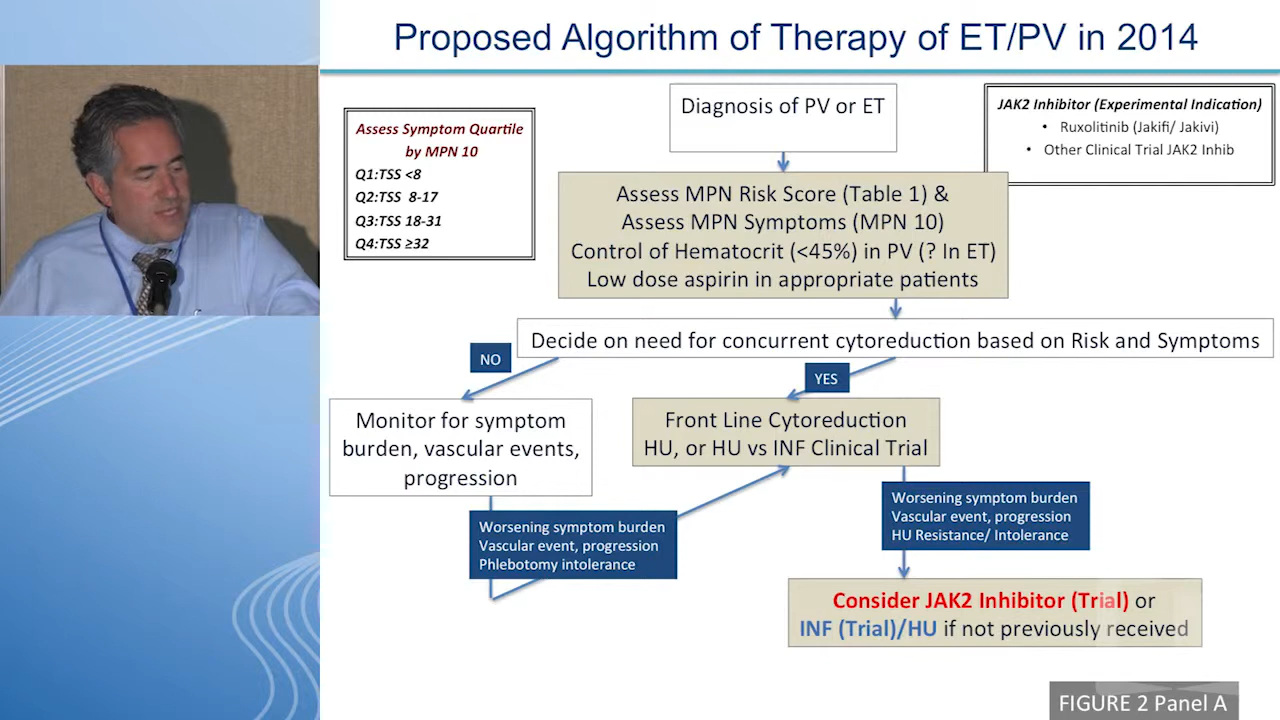 Proposed Algorithm of Therapy of ET/PV in 2014
Assess Symptom Quartile
by MPN 10
Q1:TSS <8
Q2:TSS 8-17
Q3:TSS 18-31
Q4:TSS ≥32
Diagnosis of PV or ET
JAK2 Inhibitor (Experimental Indication)
• Ruxolitinib (Jakifi/ Jakivi)
• Other Clinical Trial JAK2 Inhib
Assess MPN Risk Score (Table 1) &
Assess MPN Symptoms (MPN 10)
Control of Hematocrit (<45%) in PV (? In ET)
Low dose aspirin in appropriate patients
Decide on need for concurrent cytoreduction based on Risk and Symptoms
NO
YES
Monitor for symptom
burden, vascular events,
progression
Front Line Cytoreduction
HU, or HU vs INF Clinical Trial
Worsening symptom burden
Vascular event, progression
Phlebotomy intolerance
Worsening symptom burden
Vascular event, progression
HU Resistance/ Intolerance
Consider JAK2 Inhibitor (Trial) or
INF (Trial)/HU if not previously received
FIGURE 2 Panel A